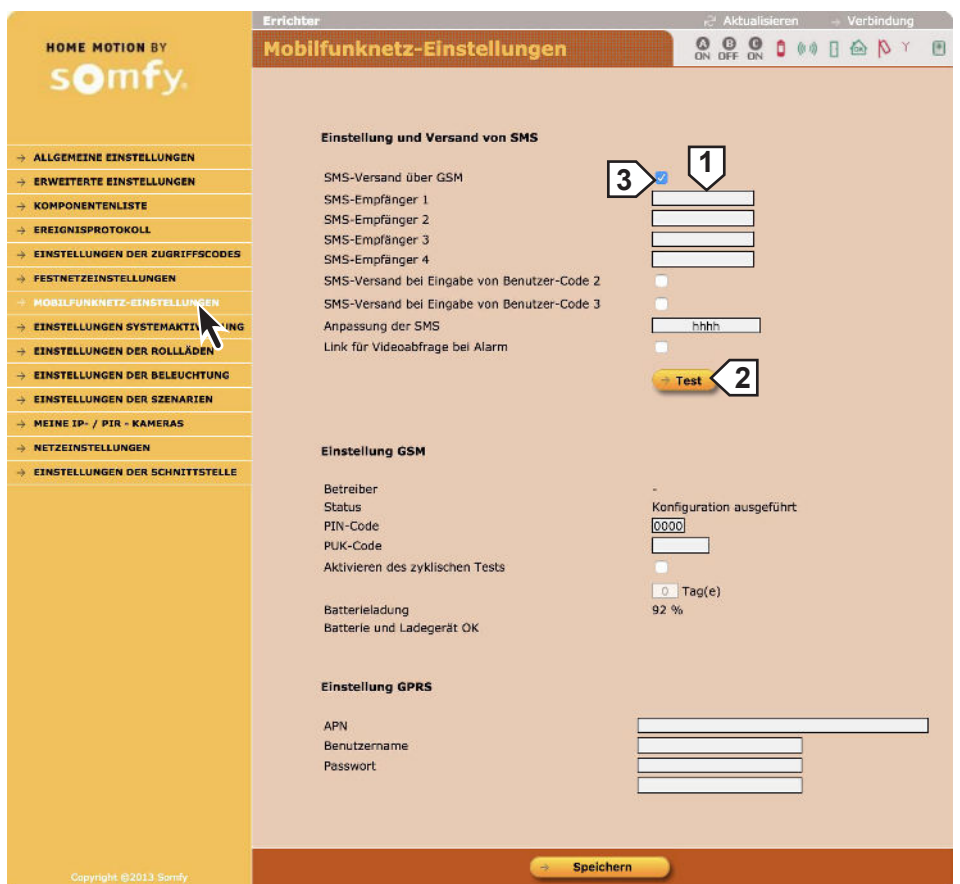 Errichter
Aktualisieren
Verbindung
HOME MOTION BY
somfy.
Mobilfunknetz-Einstellungen
A B C
ON OFF ON
OK
ALLGEMEINE EINSTELLUNGEN
ERWEITERTE EINSTELLUNGEN
KOMPONENTENLISTE
EREIGNISPROTOKOLL
EINSTELLUNGEN DER ZUGRIFFSCODES
FESTNETZEINSTELLUNGEN
MOBILFUNKNETZ-EINSTELLUNGEN
EINSTELLUNGEN DER ROLLLÄDEN
EINSTELLUNGEN DER BELEUCHTUNG
EINSTELLUNGEN DER SZENARIEN
MEINE IP- / PIR - KAMERAS
NETZEINSTELLUNGEN
EINSTELLUNGEN DER SCHNITTSTELLE
Copyright ©2013 Somfy
Einstellung und Versand von SMS
1
SMS-Versand über GSM
3
SMS-Empfänger 1
SMS-Empfänger 2
SMS-Empfänger 3
SMS-Empfänger 4
SMS-Versand bei Eingabe von Benutzer-Code 2
SMS-Versand bei Eingabe von Benutzer-Code 3
Anpassung der SMS hhhh
Link für Videoabfrage bei Alarm
Test
2
Einstellung GSM
Betreiber -
Status Konfiguration ausgeführt
PIN-Code 0000
PUK-Code
Aktivieren des zyklischen Tests
0 Tag(e)
Batterieladung 92 %
Batterie und Ladegerät OK
Einstellung GPRS
APN
Benutzername
Passwort
Speichern